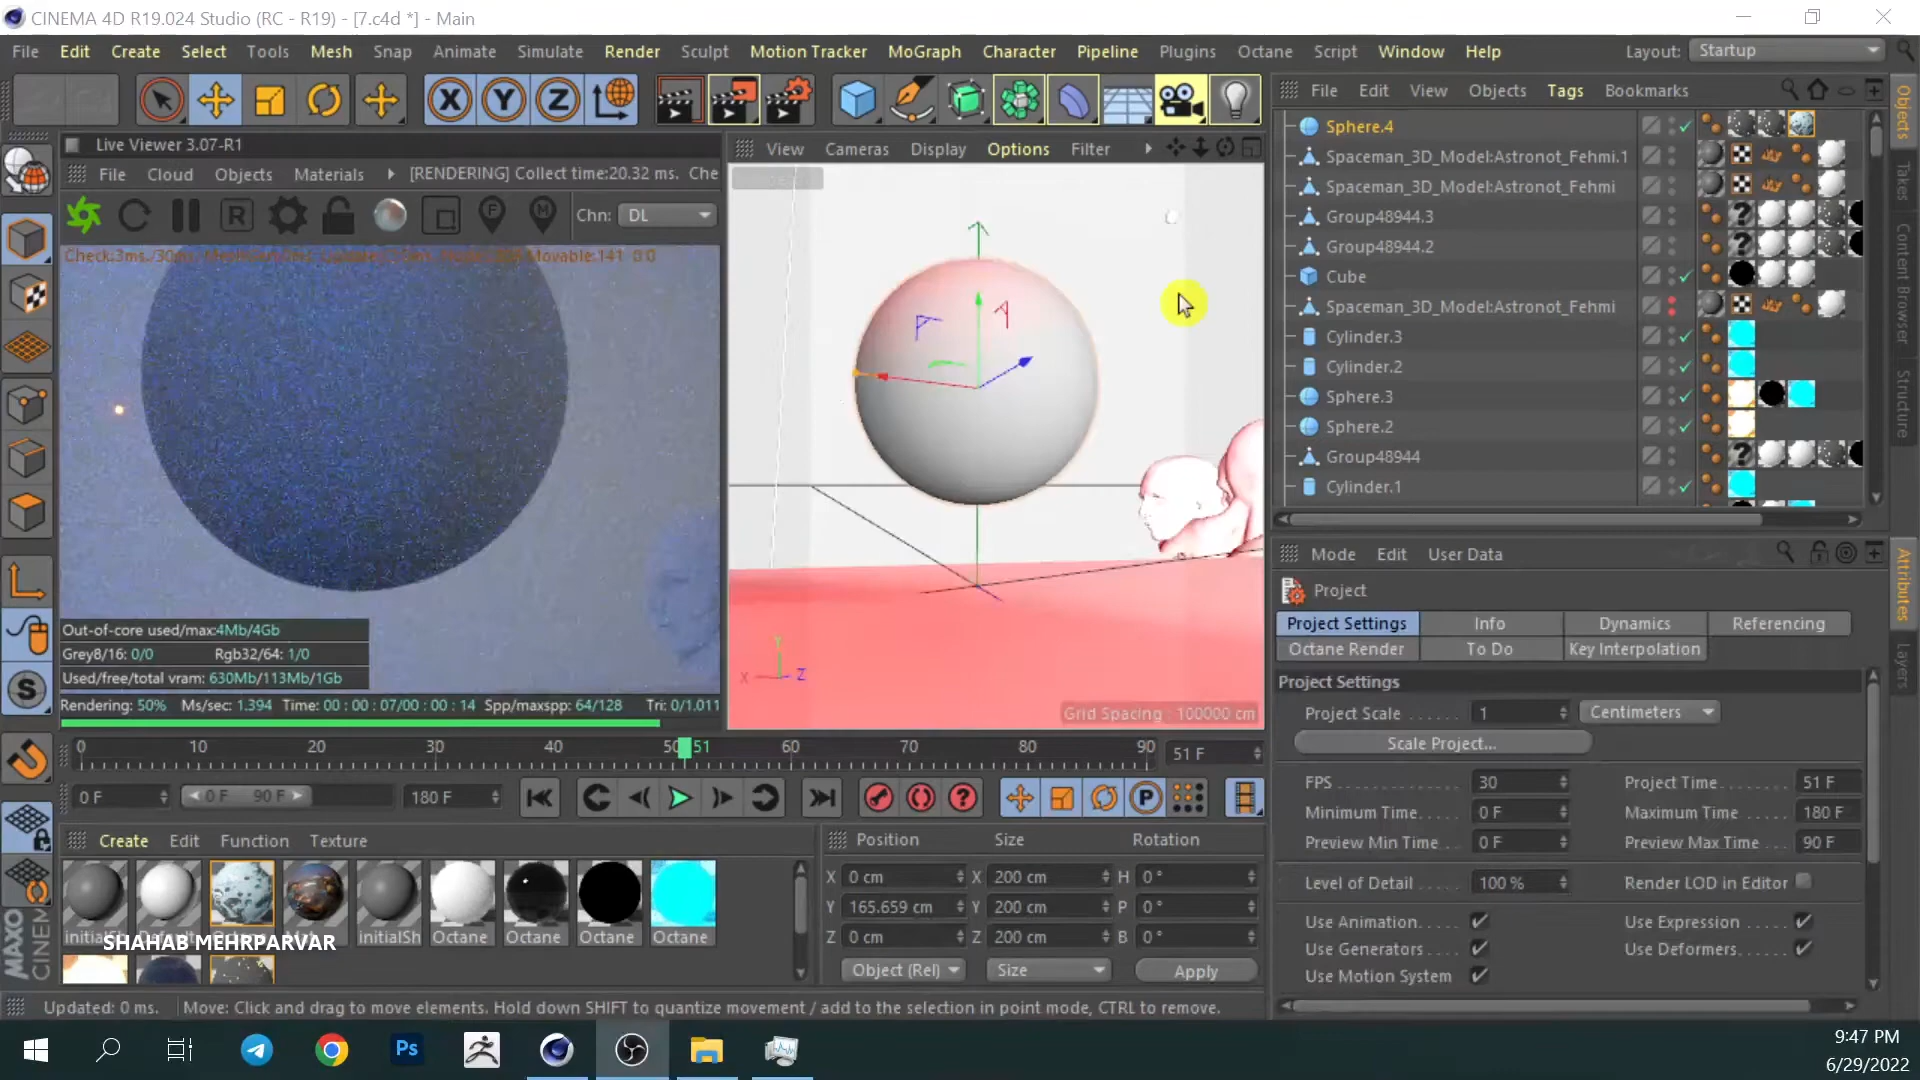 CINEMA 4D R19.024 Studio (RC - R19) - [7.c4d *] - Main
File Edit Create Select Tools Mesh Snap Animate Simulate Render Sculpt Motion Tracker MoGraph Character Pipeline Plugins Octane Script Window Help Layout: Startup
File Edit View Objects Tags Bookmarks
Live Viewer 3.07-R1
File Cloud Objects Materials [RENDERING] Collect time:20.32 ms. Che
Chn: DL
View Cameras Display Options Filter
Sphere.4
Spaceman_3D_Model:Astronot_Fehmi.1
Spaceman_3D_Model:Astronot_Fehmi
Group48944.3
Group48944.2
Cube
Spaceman_3D_Model:Astronot_Fehmi
Cylinder.3
Cylinder.2
Sphere.3
Sphere.2
Group48944
Cylinder.1
Objects
Takes
Content Browser
Structure
Check:3ms./30ms. Movable:141 0:0
Out-of-core used/max:4Mb/4Gb
Grey8/16: 0/0 Rgb32/64: 1/0
Used/free/total vram: 630Mb/113Mb/1Gb
Rendering: 50% Ms/sec: 1.394 Time: 00 : 00 : 07/00 : 00 : 14 Spp/maxspp: 64/128 Tri: 0/1.011
Y
X Z
Grid Spacing : 100000 cm
Mode Edit User Data
Project
Project Settings Info Dynamics Referencing
Octane Render To Do Key Interpolation
Project Settings
Project Scale 1 Centimeters
Scale Project...
FPS 30 Project Time 51 F
Minimum Time 0 F Maximum Time 180 F
Preview Min Time 0 F Preview Max Time 90 F
Level of Detail 100 % Render LOD in Editor
Use Animation Use Expression
Use Generators Use Deformers
Use Motion System
Attributes
Layers
0 10 20 30 40 50 51 60 70 80 90 51 F
0 F 0 F 90 F 180 F
Create Edit Function Texture
initialSh Octane Octane Octane Octane
initialSh
SHAHAB MEHRPARVAR
Position Size Rotation
X 0 cm X 200 cm H 0 °
Y 165.659 cm Y 200 cm P 0 °
Z 0 cm Z 200 cm B 0 °
Object (Rel) Size Apply
MAXO
CINEM
Updated: 0 ms. Move: Click and drag to move elements. Hold down SHIFT to quantize movement / add to the selection in point mode, CTRL to remove.
Ps
9:47 PM
6/29/2022